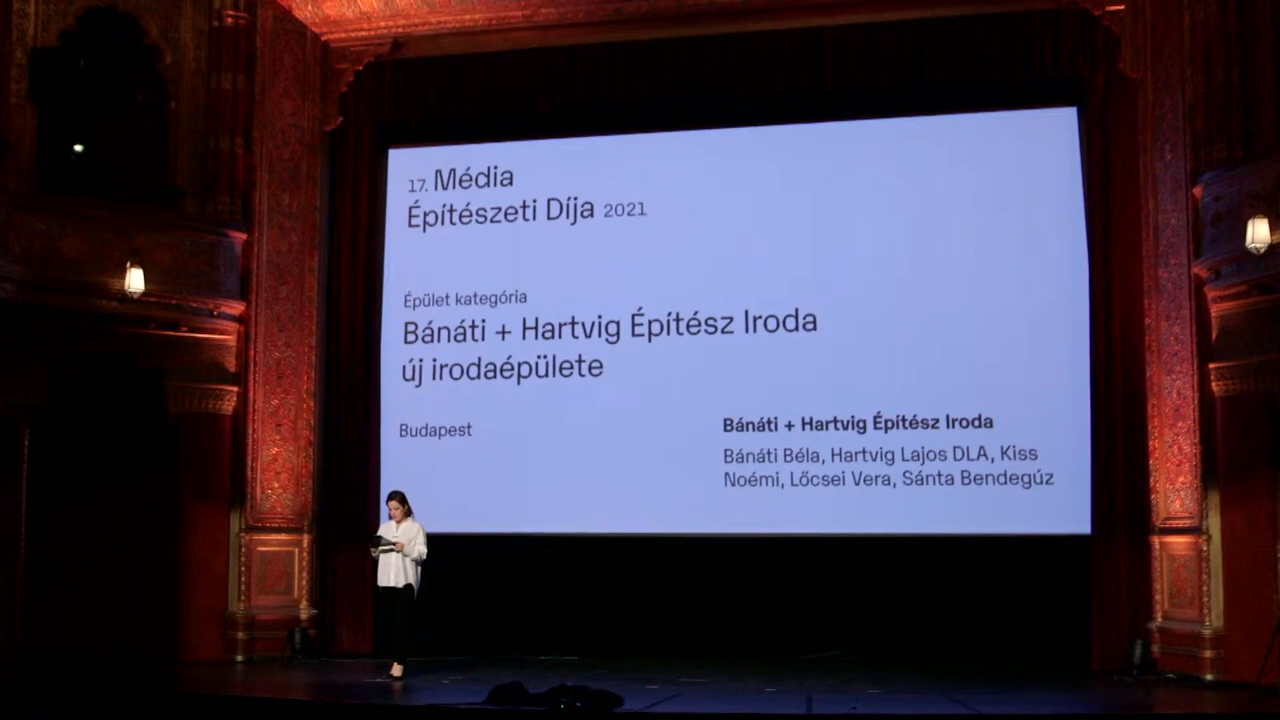 17. Média
Építészeti Díja 2021
Épület kategória
Bánáti + Hartvig Építész Iroda
új irodaépülete
Budapest
Bánáti + Hartvig Építész Iroda
Bánáti Béla, Hartvig Lajos DLA, Kiss
Noémi, Lőcsei Vera, Sánta Bendegúz